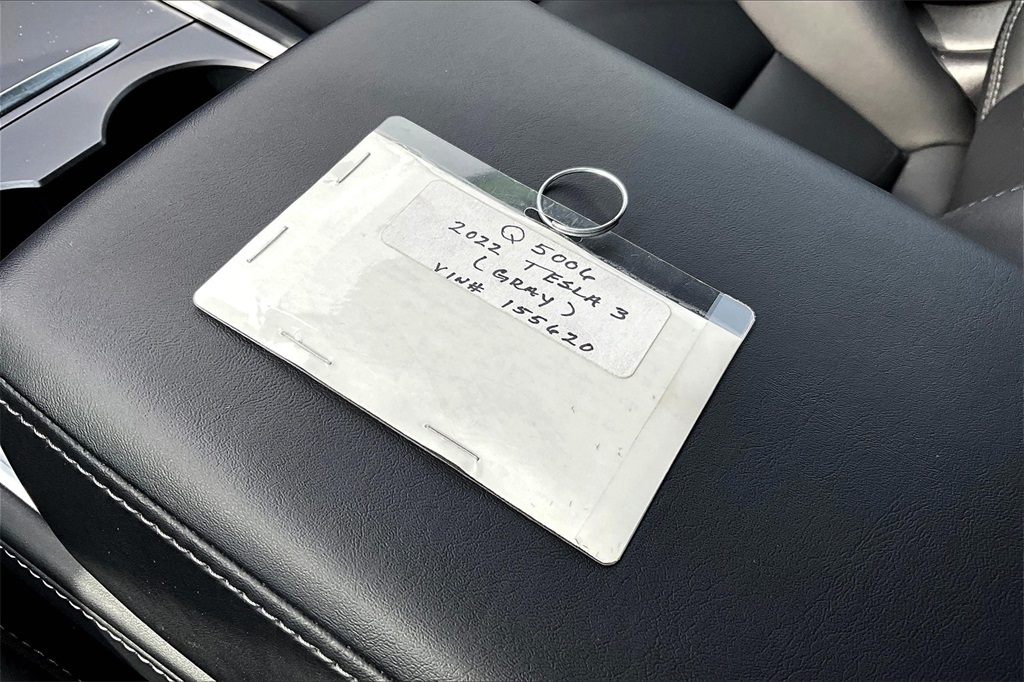 Q 5006
2022 TESLA 3
(GRAY)
VIN# 155620